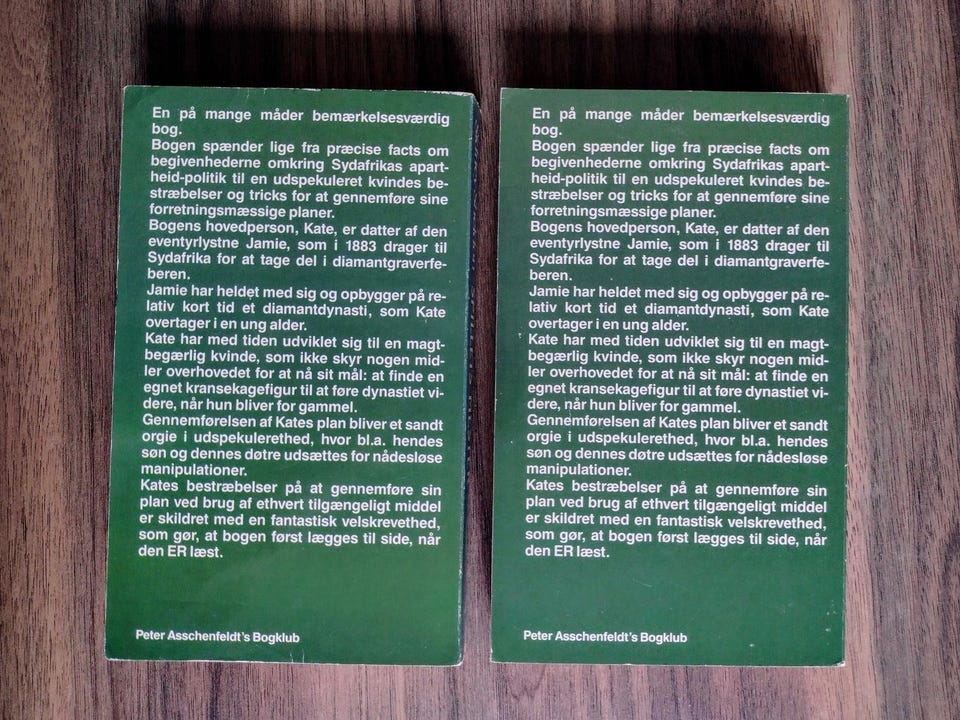 En på mange måder bemærkelsesværdig
bog.
Bogen spænder lige fra præcise facts om
begivenhederne omkring Sydafrikas apart-
heid-politik til en udspekuleret kvindes be-
stræbelser og tricks for at gennemføre sine
forretningsmæssige planer.
Bogens hovedperson, Kate, er datter af den
eventyrlystne Jamie, som i 1883 drager til
Sydafrika for at tage del i diamantgraverfe-
beren.
Jamie har heldet med sig og opbygger på re-
lativ kort tid et diamantdynasti, som Kate
overtager i en ung alder.
Kate har med tiden udviklet sig til en magt-
begærlig kvinde, som ikke skyr nogen mid-
ler overhovedet for at nå sit mål: at finde en
egnet kransekagefigur til at føre dynastiet vi-
dere, når hun bliver for gammel.
Gennemførelsen af Kates plan bliver et sandt
orgie i udspekulerethed, hvor bl.a. hendes
søn og dennes døtre udsættes for nådesløse
manipulationer.
Kates bestræbelser på at gennemføre sin
plan ved brug af ethvert tilgængeligt middel
er skildret med en fantastisk velskrevethed,
som gør, at bogen først lægges til side, når
den ER læst.
Peter Asschenfeldt's Bogklub
En på mange måder bemærkelsesværdig
bog.
Bogen spænder lige fra præcise facts om
begivenhederne omkring Sydafrikas apart-
heid-politik til en udspekuleret kvindes be-
stræbelser og tricks for at gennemføre sine
forretningsmæssige planer.
Bogens hovedperson, Kate, er datter af den
eventyrlystne Jamie, som i 1883 drager til
Sydafrika for at tage del i diamantgraverfe-
beren.
Jamie har heldet med sig og opbygger på re-
lativ kort tid et diamantdynasti, som Kate
overtager i en ung alder.
Kate har med tiden udviklet sig til en magt-
begærlig kvinde, som ikke skyr nogen mid-
ler overhovedet for at nå sit mål: at finde en
egnet kransekagefigur til at føre dynastiet vi-
dere, når hun bliver for gammel.
Gennemførelsen af Kates plan bliver et sandt
orgie i udspekulerethed, hvor bl.a. hendes
søn og dennes døtre udsættes for nådesløse
manipulationer.
Kates bestræbelser på at gennemføre sin
plan ved brug af ethvert tilgængeligt middel
er skildret med en fantastisk velskrevethed,
som gør, at bogen først lægges til side, når
den ER læst.
Peter Asschenfeldt's Bogklub